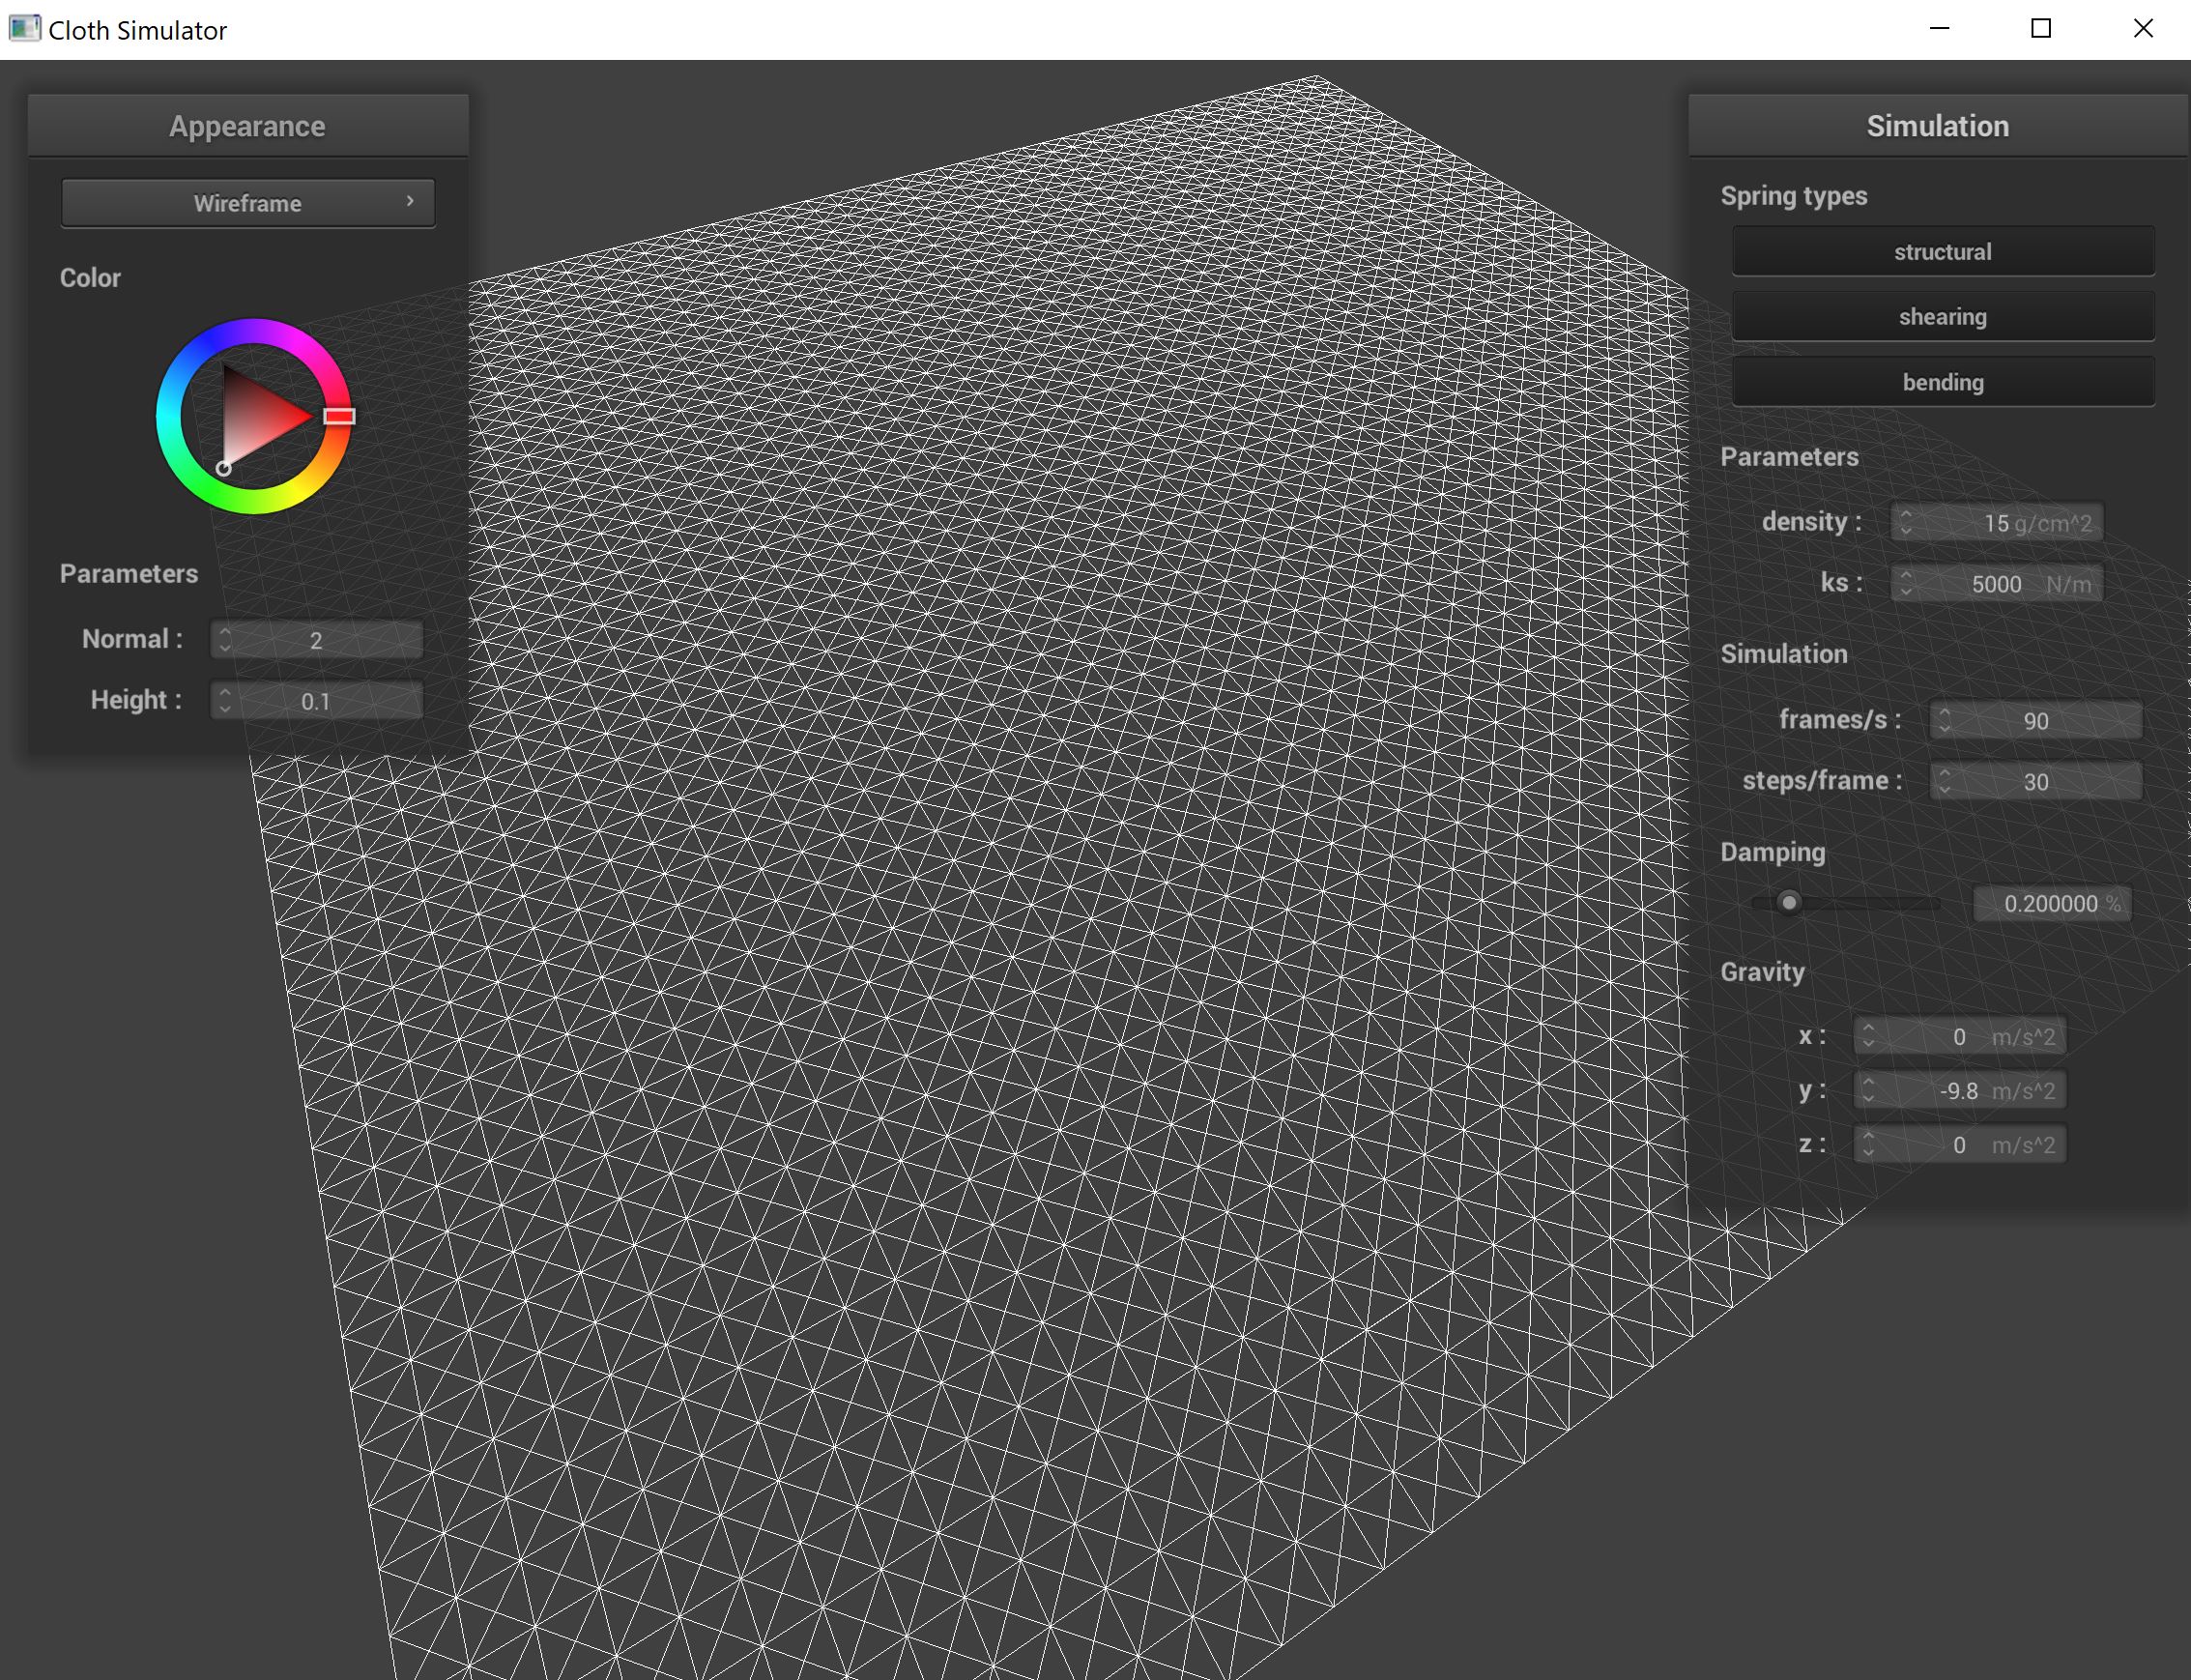 Cloth Simulator
Appearance
Wireframe
Color
Parameters
Normal : 2
Height : 0.1
Simulation
Spring types
structural
shearing
bending
Parameters
density : 15 g/cm^2
ks : 5000 N/m
Simulation
frames/s : 90
steps/frame : 30
Damping
0.200000 %
Gravity
x : 0 m/s^2
y : -9.8 m/s^2
z : 0 m/s^2